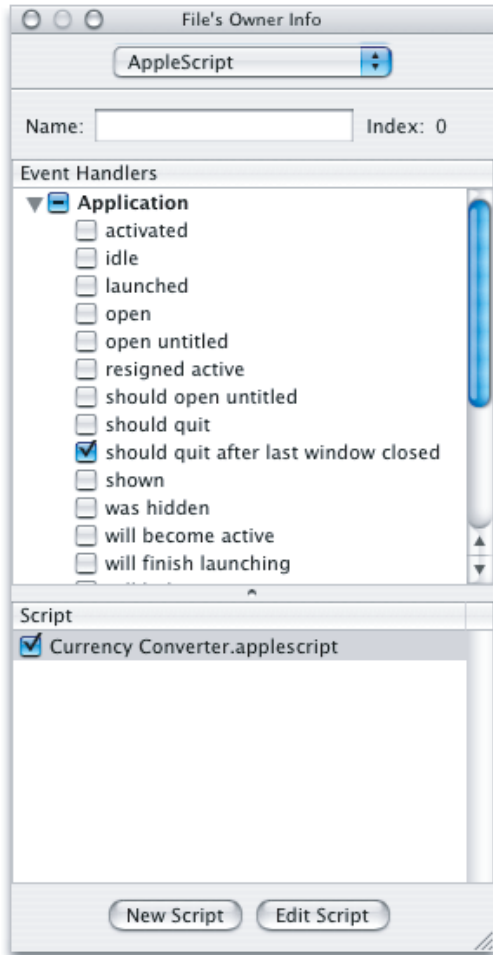 File's Owner Info
AppleScript
Name: Index: 0
Event Handlers
Application
activated
idle
launched
open
open untitled
resigned active
should open untitled
should quit
should quit after last window closed
shown
was hidden
will become active
will finish launching
Script
Currency Converter.applescript
New Script Edit Script